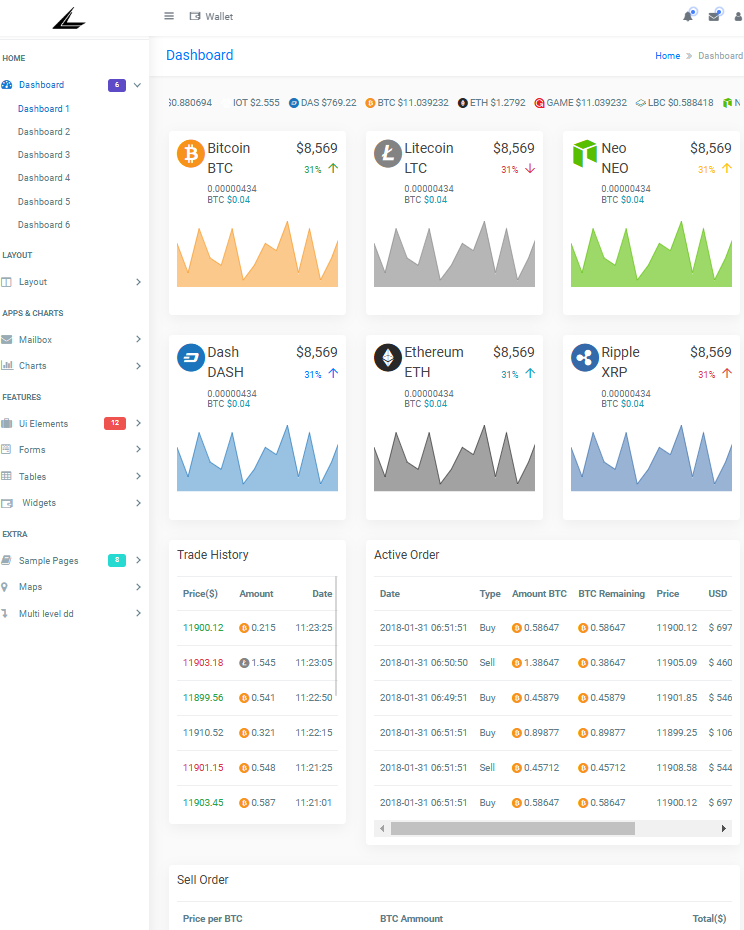 Wallet
HOME
Dashboard 6
Dashboard 1
Dashboard 2
Dashboard 3
Dashboard 4
Dashboard 5
Dashboard 6
LAYOUT
Layout
APPS & CHARTS
Mailbox
Charts
FEATURES
Ui Elements 12
Forms
Tables
Widgets
EXTRA
Sample Pages 8
Maps
Multi level dd
Dashboard
Home Dashboard
$0.880694 IOT $2.555 DAS $769.22 BTC $11.039232 ETH $1.2792 GAME $11.039232 LBC $0.588418 N
Bitcoin $8,569
BTC 31%
0.00000434
BTC $0.04
Litecoin $8,569
LTC 31%
0.00000434
BTC $0.04
Neo $8,569
NEO 31%
0.00000434
BTC $0.04
Dash $8,569
DASH 31%
0.00000434
BTC $0.04
Ethereum $8,569
ETH 31%
0.00000434
BTC $0.04
Ripple $8,569
XRP 31%
0.00000434
BTC $0.04
Trade History
Price($) Amount Date
11900.12 0.215 11:23:25
11903.18 1.545 11:23:05
11899.56 0.541 11:22:50
11910.52 0.321 11:22:15
11901.15 0.548 11:21:25
11903.45 0.587 11:21:01
Active Order
Date Type Amount BTC BTC Remaining Price USD
2018-01-31 06:51:51 Buy 0.58647 0.58647 11900.12 $ 697
2018-01-31 06:50:50 Sell 1.38647 0.38647 11905.09 $ 460
2018-01-31 06:49:51 Buy 0.45879 0.45879 11901.85 $ 546
2018-01-31 06:51:51 Buy 0.89877 0.89877 11899.25 $ 106
2018-01-31 06:51:51 Sell 0.45712 0.45712 11908.58 $ 544
2018-01-31 06:51:51 Buy 0.58647 0.58647 11900.12 $ 697
Sell Order
Price per BTC BTC Ammount Total($)